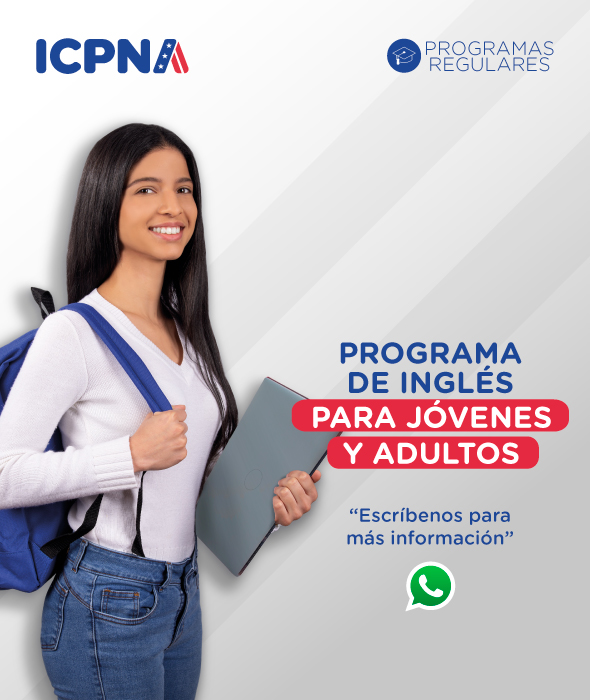 ICPNA
PROGRAMAS
REGULARES
PROGRAMA
DE INGLÉS
PARA JÓVENES
Y ADULTOS
“Escríbenos para
más información”